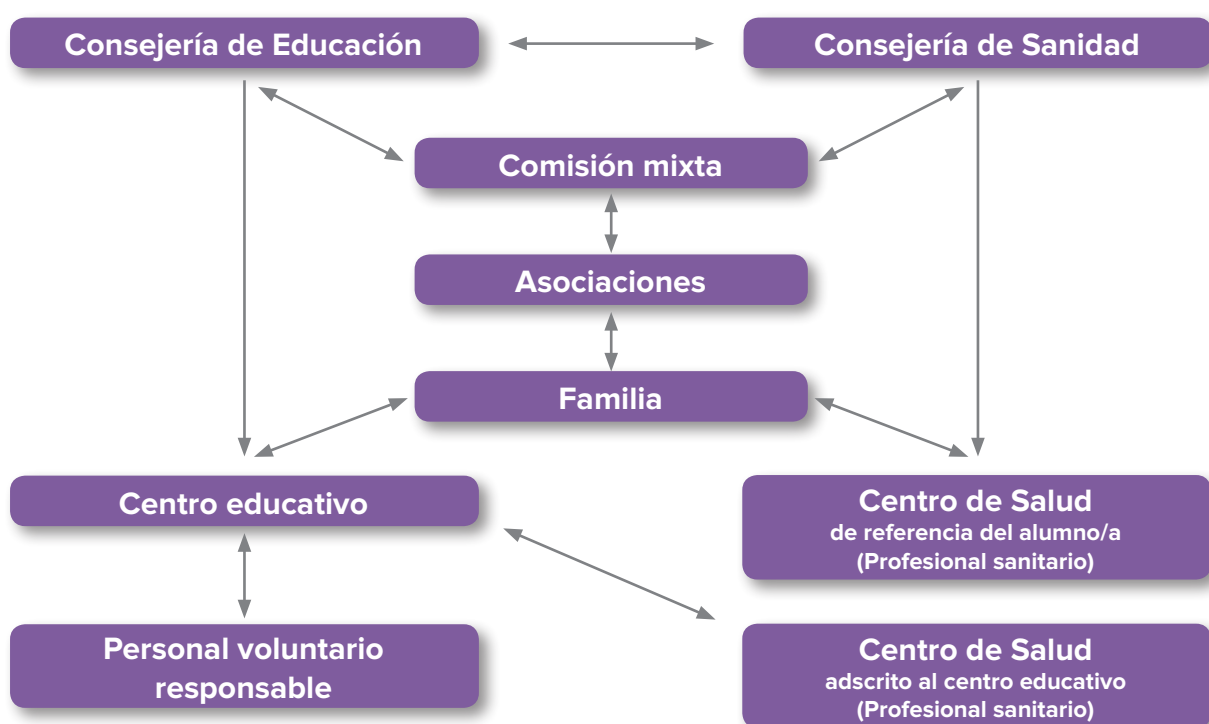 Consejería de Educación
Consejería de Sanidad
Comisión mixta
Asociaciones
Familia
Centro educativo
Centro de Salud
de referencia del alumno/a
(Profesional sanitario)
Personal voluntario
responsable
Centro de Salud
adscrito al centro educativo
(Profesional sanitario)